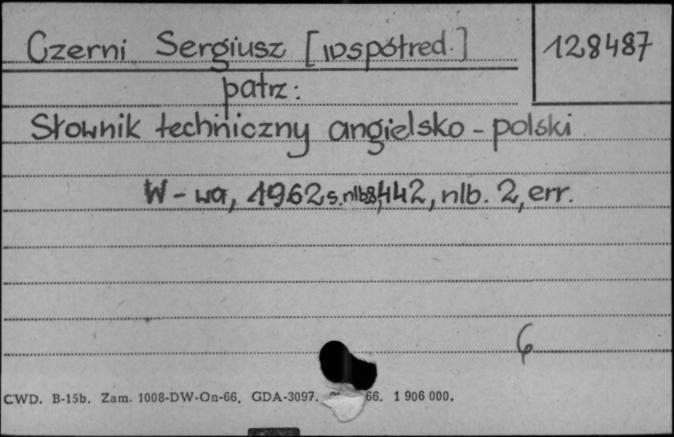 Czerni Sergiusz [współred.] 128487
patrz:
Słownik techniczny angielsko - polski
W - wa, 1962 s. nlb 8, 442, nlb. 2, err.
6
CWD. B-15b. Zam. 1008-DW-On-66. GDA-3097. 66. 1 906 000.